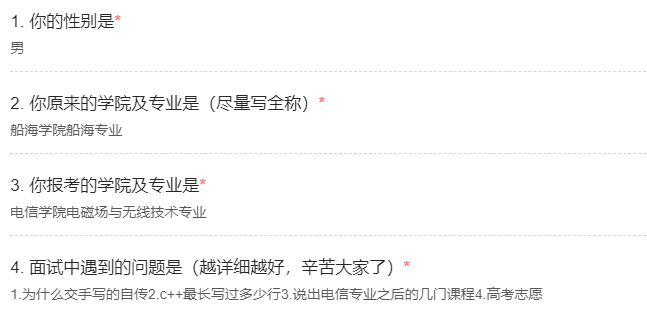 1. 你的性别是*
男
2. 你原来的学院及专业是（尽量写全称）*
船海学院船海专业
3. 你报考的学院及专业是*
电信学院电磁场与无线技术专业
4. 面试中遇到的问题是（越详细越好，辛苦大家了）*
1.为什么交手写的自传2.c++最长写过多少行3.说出电信专业之后的几门课程4.高考志愿